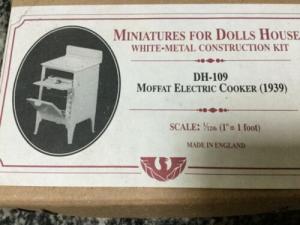 MINIATURES FOR DOLLS HOUSE
WHITE-METAL CONSTRUCTION KIT
DH-109
MOFFAT ELECTRIC COOKER (1939)
SCALE: 1/12th (1" = 1 foot)
MADE IN ENGLAND